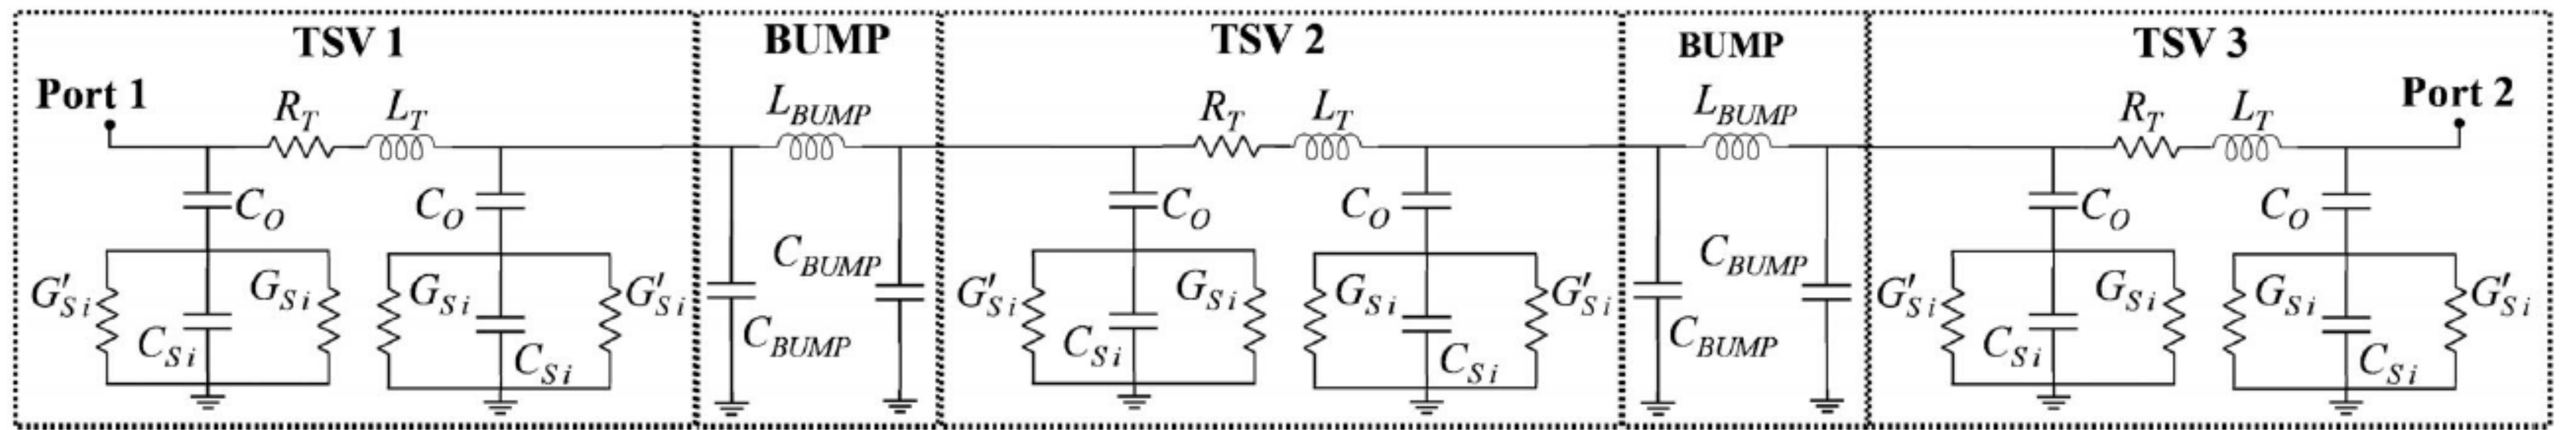 TSV 1
BUMP
TSV 2
BUMP
TSV 3
Port 1
R_T
L_T
L_BUMP
R_T
L_T
L_BUMP
R_T
L_T
Port 2
C_O
C_O
C_O
C_O
C_O
C_O
G'_Si
C_Si
G_Si
G_Si
C_Si
G'_Si
C_BUMP
C_BUMP
G'_Si
C_Si
G_Si
G_Si
C_Si
G'_Si
C_BUMP
C_BUMP
G'_Si
C_Si
G_Si
G_Si
C_Si
G'_Si